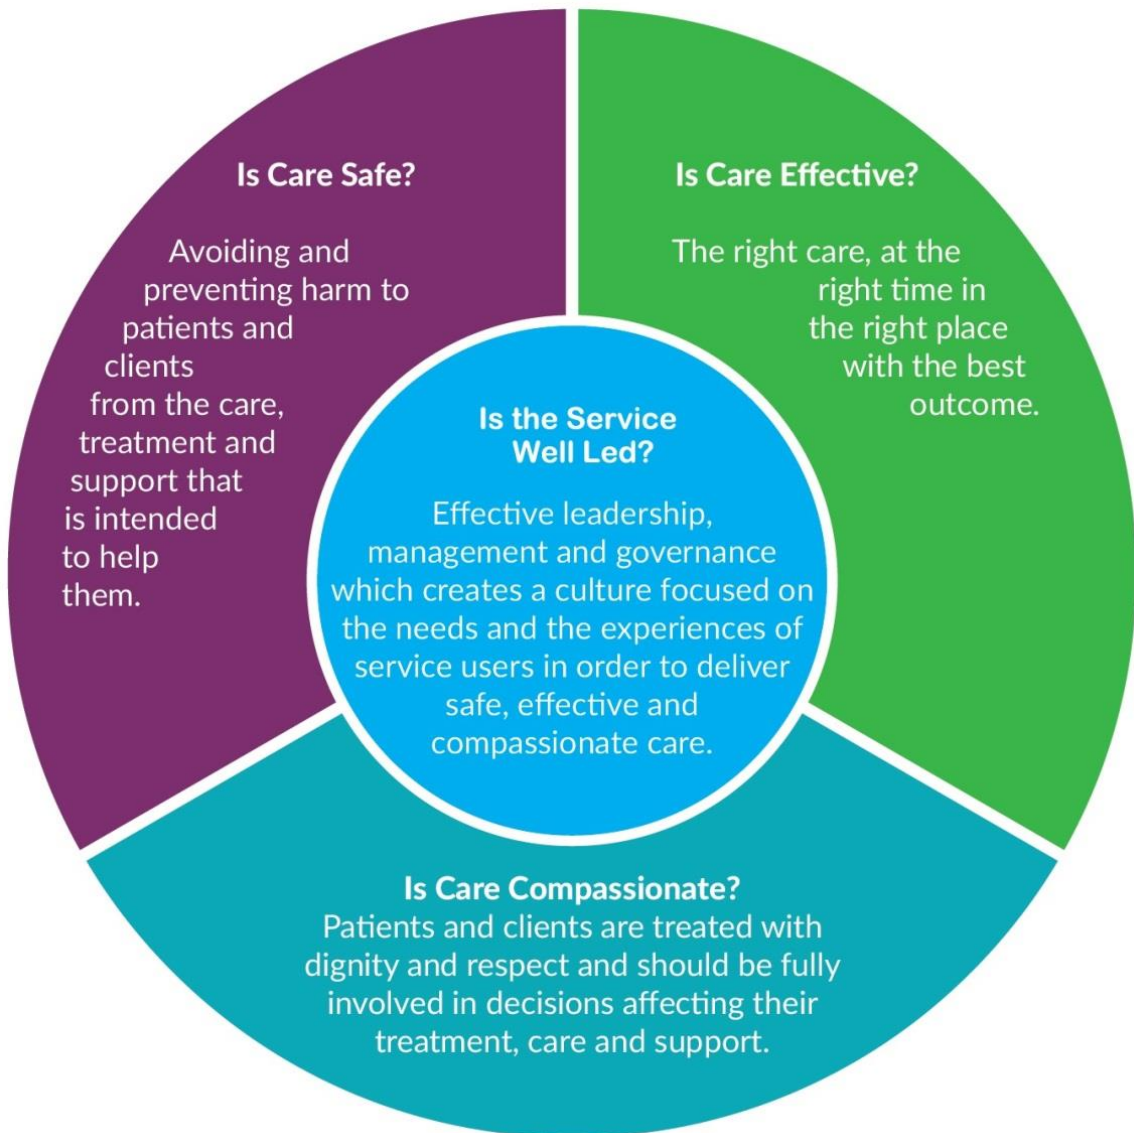 Is Care Safe?
Avoiding and
preventing harm to
patients and
clients
from the care,
treatment and
support that
is intended
to help
them.
Is Care Effective?
The right care, at the
right time in
the right place
with the best
outcome.
Is the Service
Well Led?
Effective leadership,
management and governance
which creates a culture focused on
the needs and the experiences of
service users in order to deliver
safe, effective and
compassionate care.
Is Care Compassionate?
Patients and clients are treated with
dignity and respect and should be fully
involved in decisions affecting their
treatment, care and support.